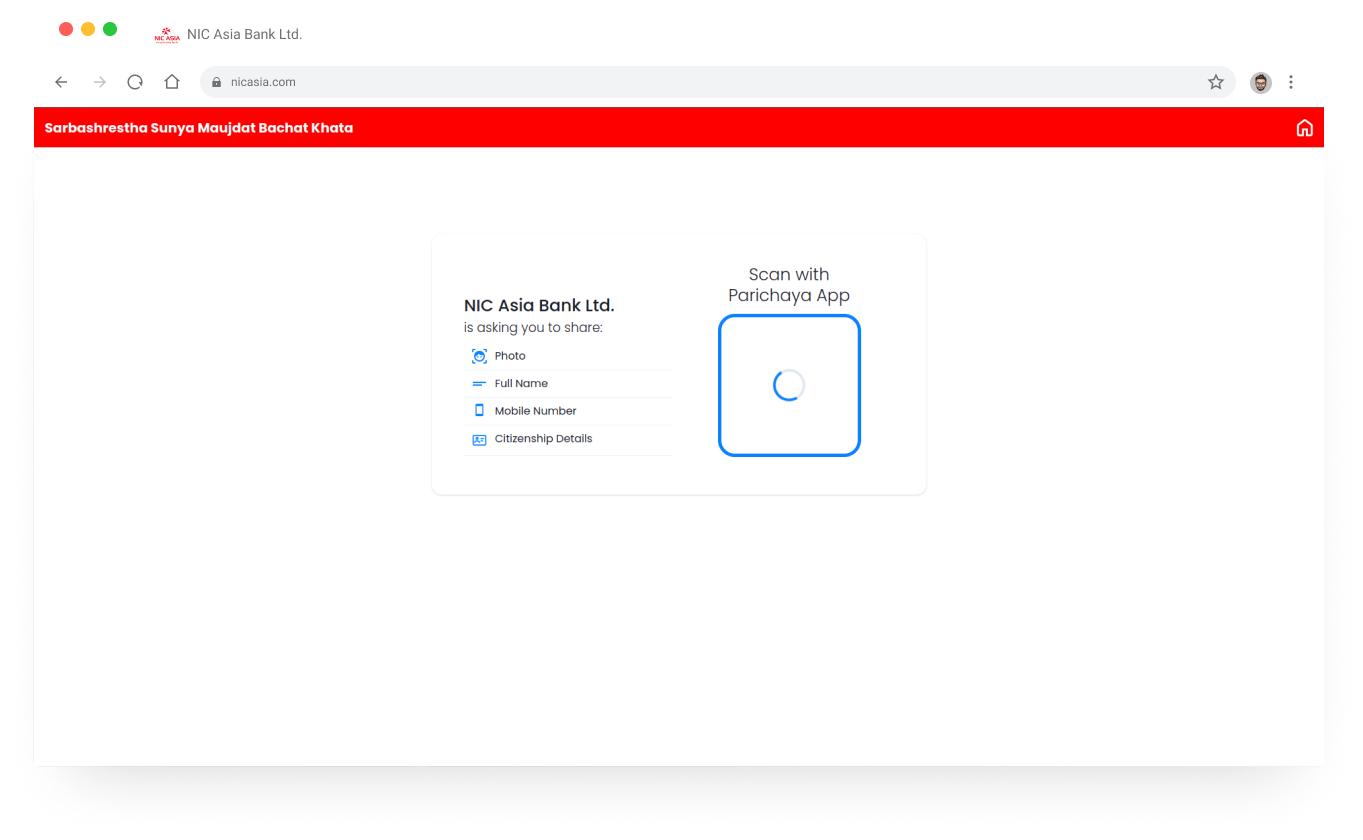 NIC ASIA
NIC Asia Bank Ltd.
nicasia.com
Sarbashrestha Sunya Maujdat Bachat Khata
NIC Asia Bank Ltd.
is asking you to share:
Photo
Full Name
Mobile Number
Citizenship Details
Scan with
Parichaya App